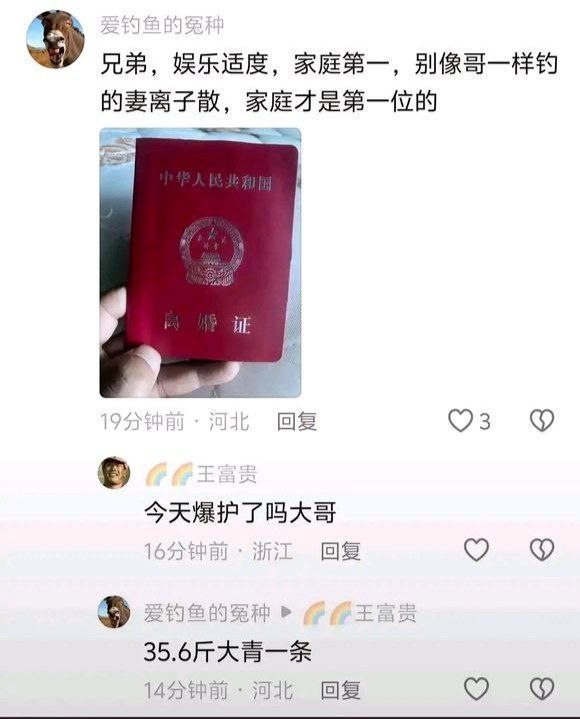 爱钓鱼的冤种
兄弟，娱乐适度，家庭第一，别像哥一样钓
的妻离子散，家庭才是第一位的
中华人民共和国
离婚证
19分钟前 · 河北 回复 3
王富贵
今天爆护了吗大哥
16分钟前 · 浙江 回复
爱钓鱼的冤种 ▶ 🌈🌈王富贵
35.6斤大青一条
14分钟前 · 河北 回复